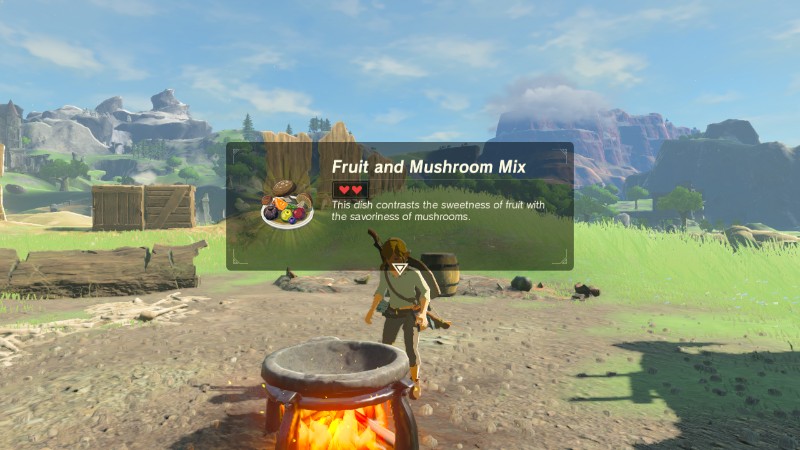 Fruit and Mushroom Mix
This dish contrasts the sweetness of fruit with
the savoriness of mushrooms.